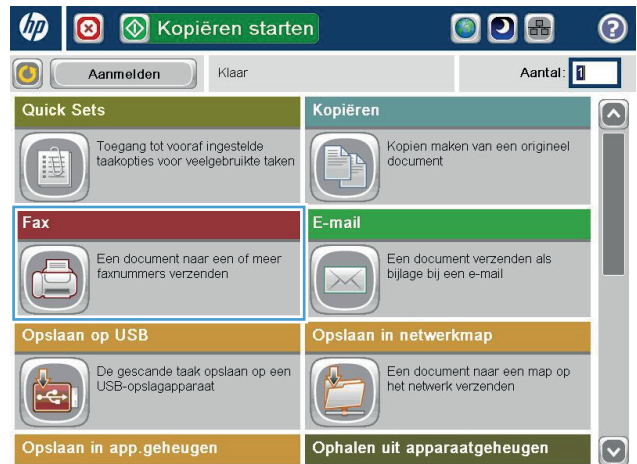 hp Kopiëren starten ?
Aanmelden Klaar Aantal: 1
Quick Sets
Toegang tot vooraf ingestelde
taakopties voor veelgebruikte taken
Kopiëren
Kopien maken van een origineel
document
Fax
Een document naar een of meer
faxnummers verzenden
E-mail
Een document verzenden als
bijlage bij een e-mail
Opslaan op USB
De gescande taak opslaan op een
USB-opslagapparaat
Opslaan in netwerkmap
Een document naar een map op
het netwerk verzenden
Opslaan in app.geheugen
Ophalen uit apparaatgeheugen